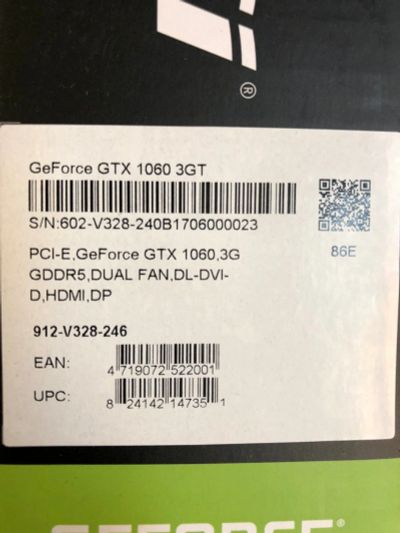 ®
GeForce GTX 1060 3GT
S/N:602-V328-240B1706000023
PCI-E,GeForce GTX 1060,3G
86E
GDDR5,DUAL FAN,DL-DVI-
D,HDMI,DP
912-V328-246
EAN: 4 719072 522001
UPC: 8 24142 14735 1
GEFORCE®